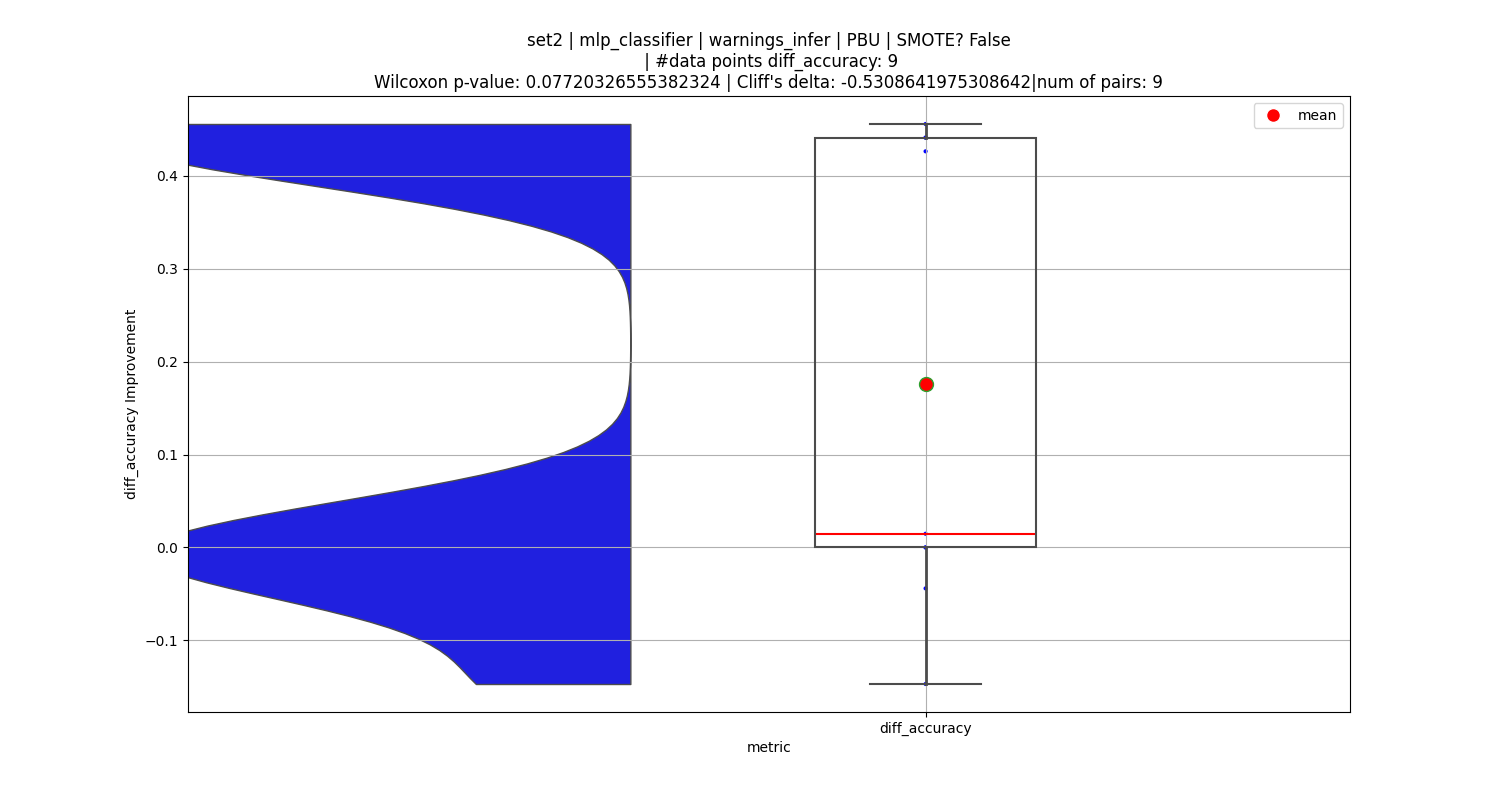 set2 | mlp_classifier | warnings_infer | PBU | SMOTE? False
| #data points diff_accuracy: 9
Wilcoxon p-value: 0.07720326555382324 | Cliff's delta: -0.5308641975308642|num of pairs: 9
mean
0.4
0.3
0.2
0.1
0.0
−0.1
diff_accuracy Improvement
diff_accuracy
metric